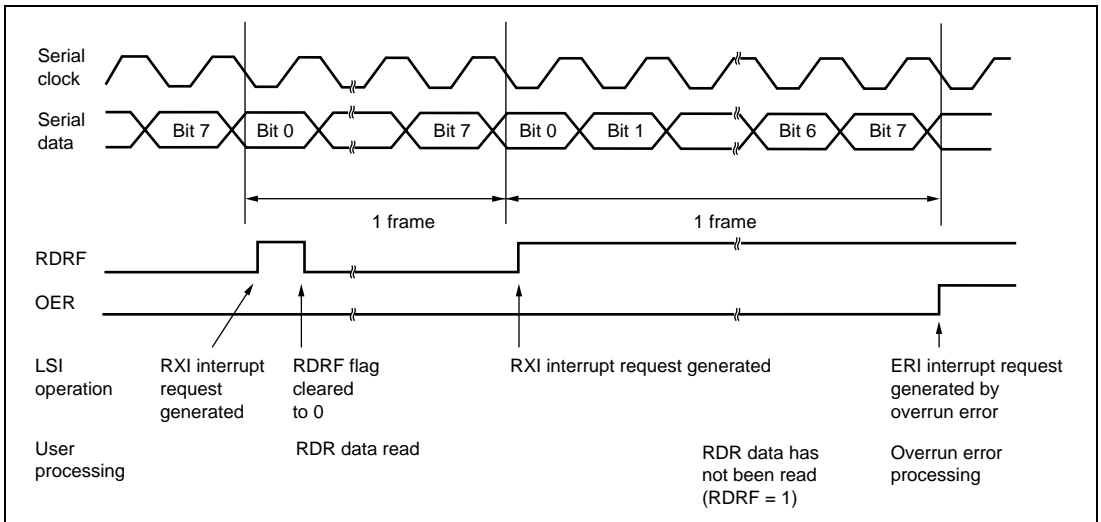 Serial
clock
Serial
data
Bit 7
Bit 0
Bit 7
Bit 0
Bit 1
Bit 6
Bit 7
1 frame
1 frame
RDRF
OER
LSI
operation
RXI interrupt
request
generated
RDRF flag
cleared
to 0
RXI interrupt request generated
ERI interrupt request
generated by
overrun error
User
processing
RDR data read
RDR data has
not been read
(RDRF = 1)
Overrun error
processing